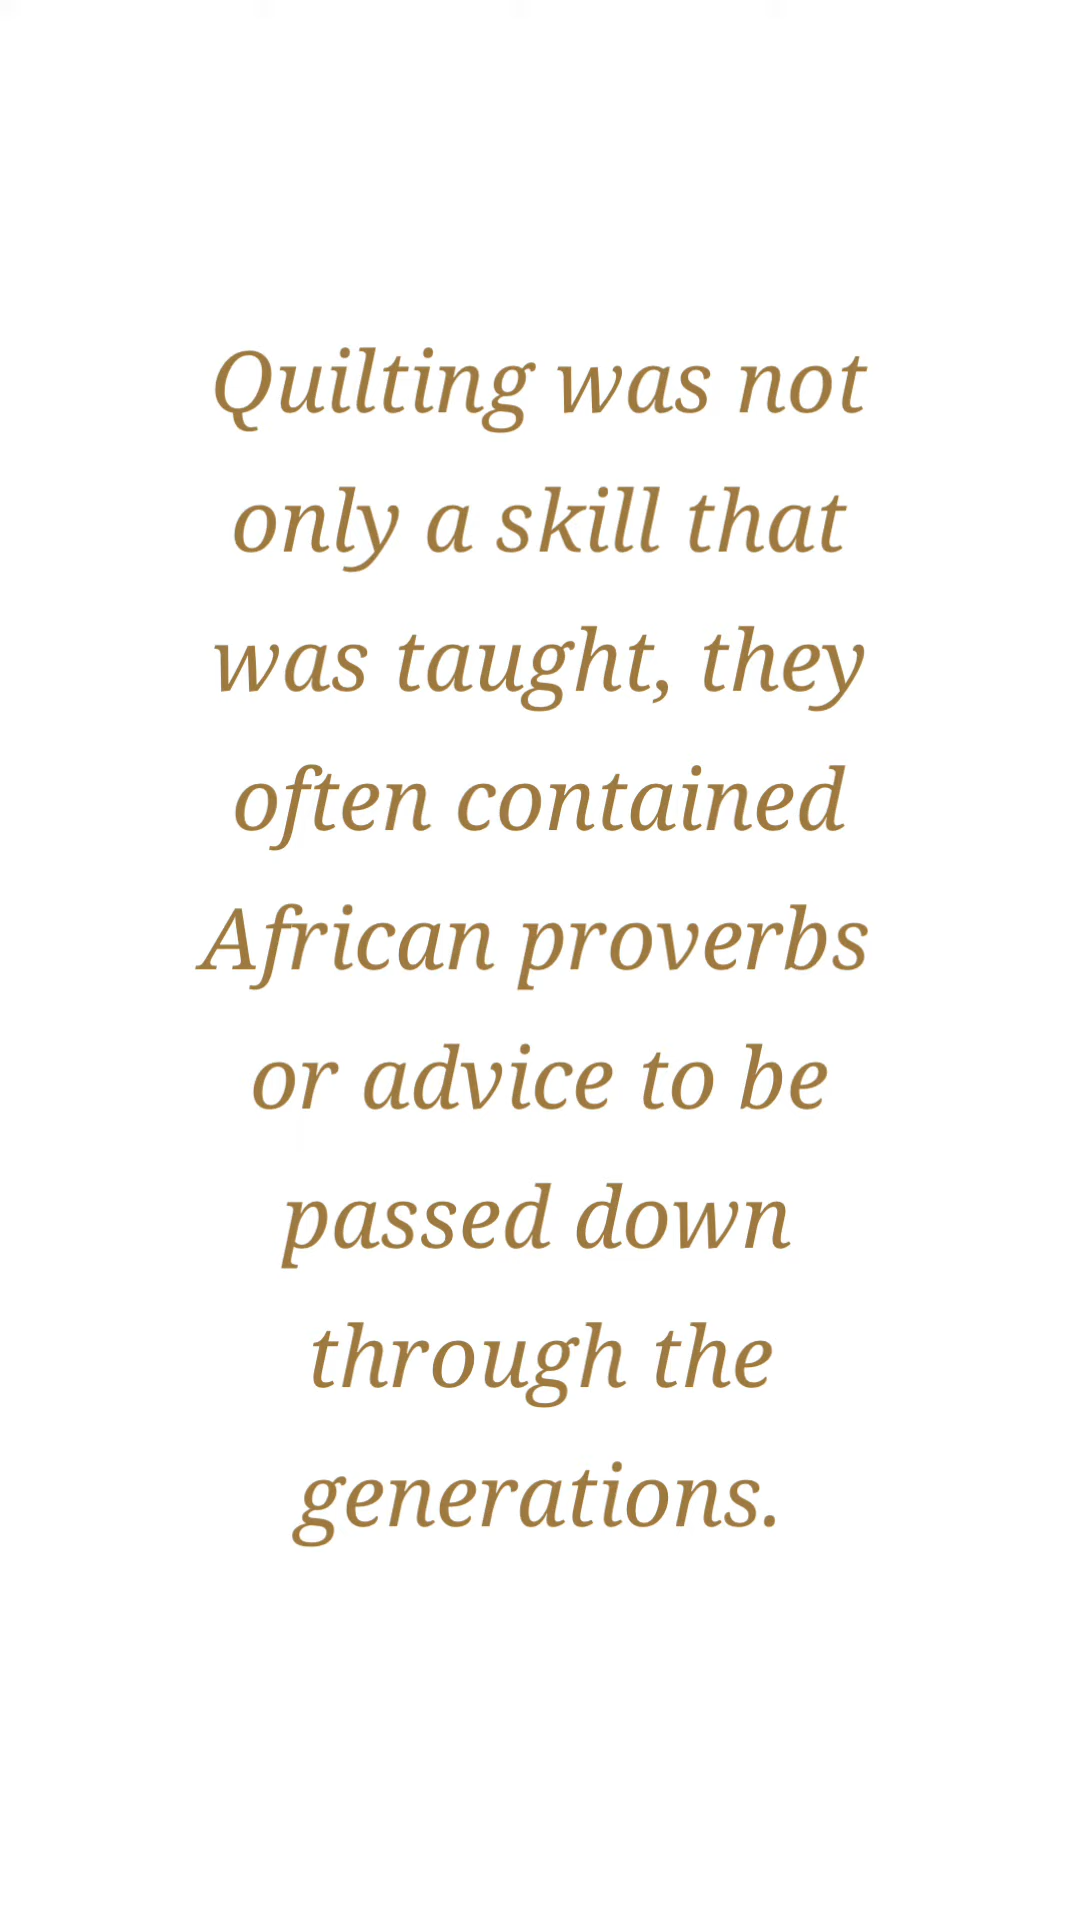 Quilting was not
only a skill that
was taught, they
often contained
African proverbs
or advice to be
passed down
through the
generations.